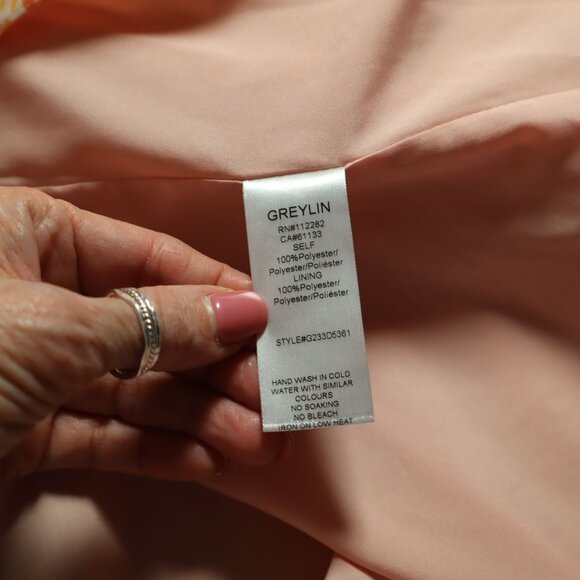 GREYLIN
RN#112282
CA#61133
SELF
100%Polyester/
Polyester/Poliéster
LINING
100%Polyester/
Polyester/Poliéster
STYLE#G233D5361
HAND WASH IN COLD
WATER WITH SIMILAR
COLOURS
NO SOAKING
NO BLEACH
IRON ON LOW HEAT